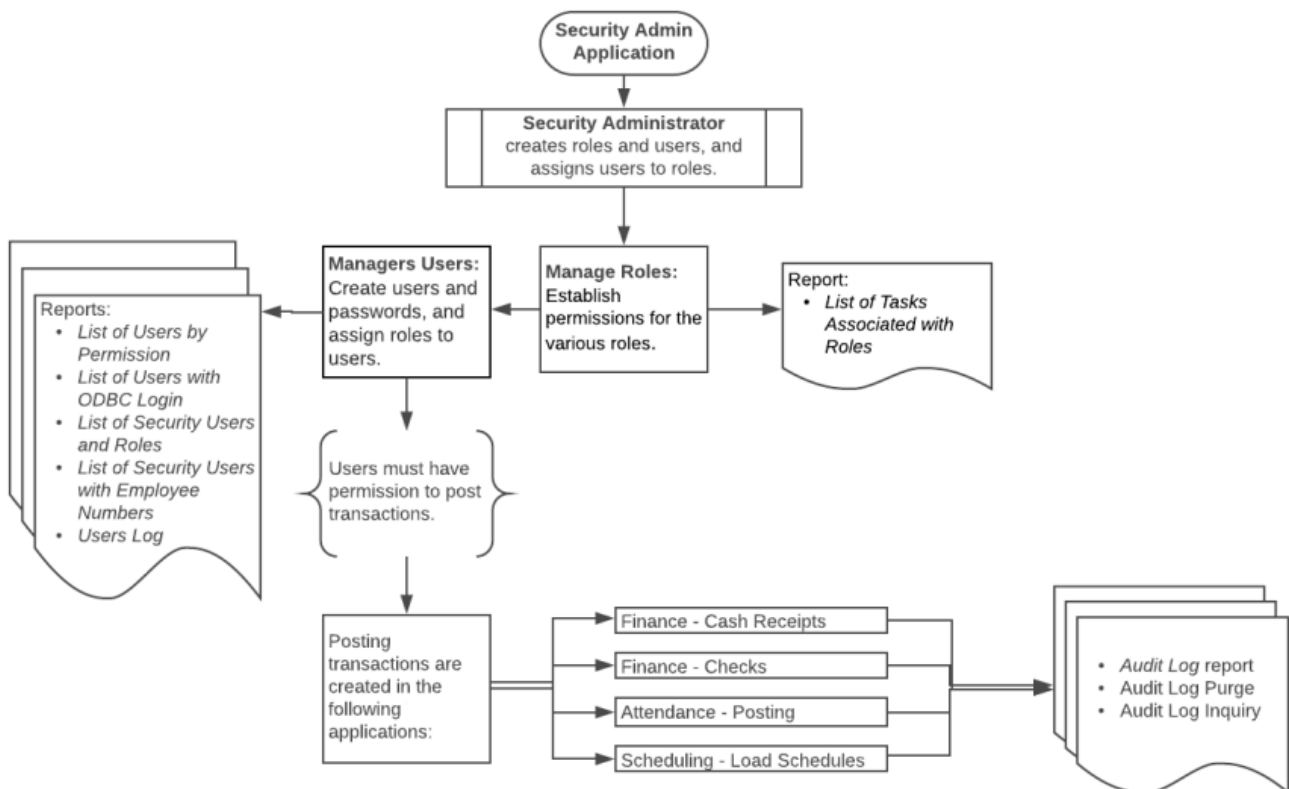 Security Admin
Application
Security Administrator
creates roles and users, and
assigns users to roles.
Managers Users:
Create users and
passwords, and
assign roles to
users.
Manage Roles:
Establish
permissions for the
various roles.
Report:
• List of Tasks
Associated with
Roles
Reports:
• List of Users by
Permission
• List of Users with
ODBC Login
• List of Security Users
and Roles
• List of Security Users
with Employee
Numbers
• Users Log
Users must have
permission to post
transactions.
Posting
transactions are
created in the
following
applications:
Finance - Cash Receipts
Finance - Checks
Attendance - Posting
Scheduling - Load Schedules
• Audit Log report
• Audit Log Purge
• Audit Log Inquiry